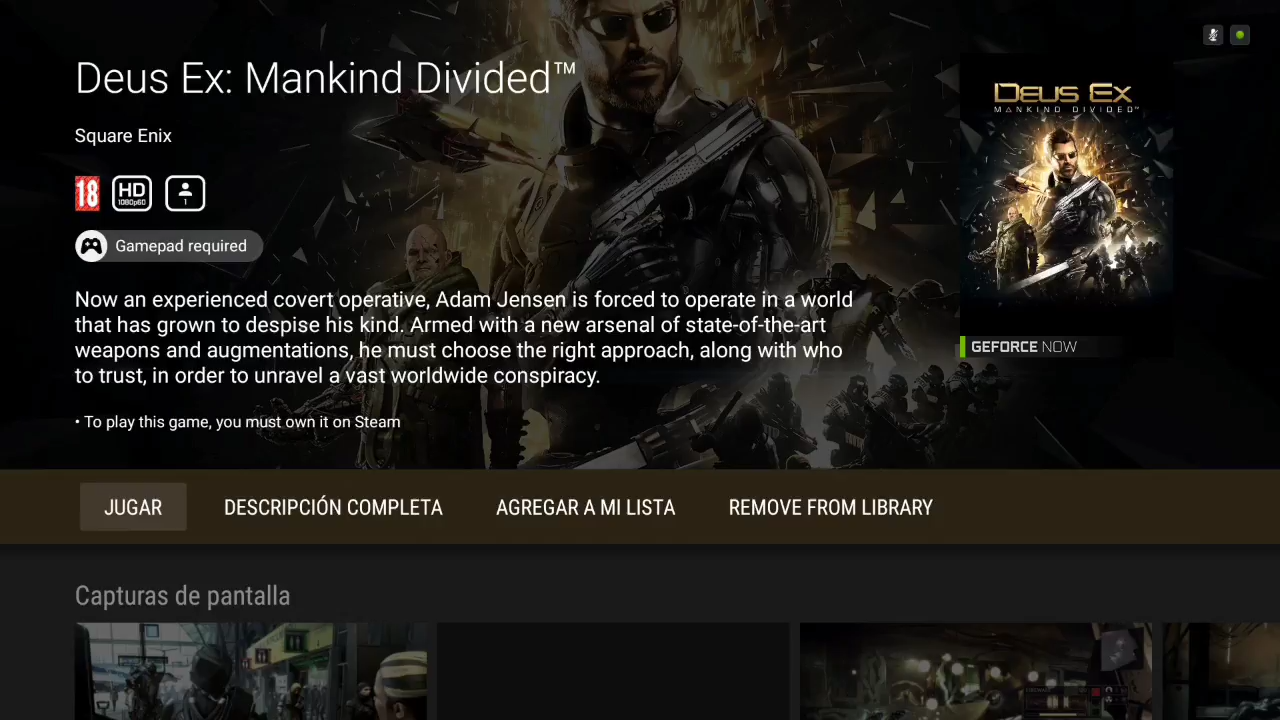 Deus Ex: Mankind Divided™
Square Enix
18
HD
1080p60
1
Gamepad required
Now an experienced covert operative, Adam Jensen is forced to operate in a world
that has grown to despise his kind. Armed with a new arsenal of state-of-the-art
weapons and augmentations, he must choose the right approach, along with who
to trust, in order to unravel a vast worldwide conspiracy.
• To play this game, you must own it on Steam
DEUS EX
MANKIND DIVIDED™
GEFORCE NOW
JUGAR
DESCRIPCIÓN COMPLETA
AGREGAR A MI LISTA
REMOVE FROM LIBRARY
Capturas de pantalla